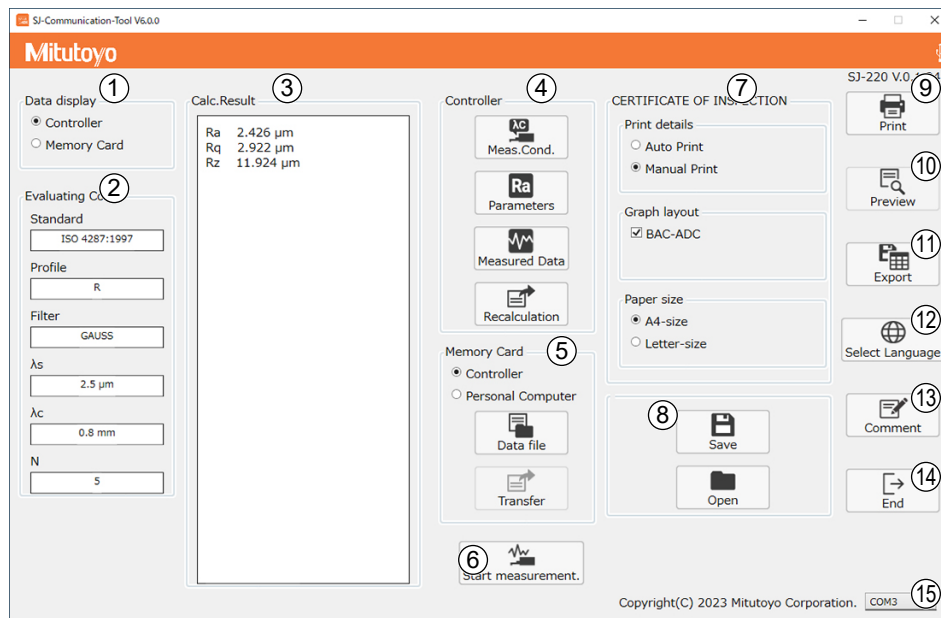 SJ-Communication-Tool V6.0.0
Mitutoyo
SJ-220 V.0
① ③ ④ ⑦ ⑨
Data display
Controller
Memory Card
② Evaluating
Standard
ISO 4287:1997
Profile
R
Filter
GAUSS
λs
2.5 μm
λc
0.8 mm
N
5
Calc.Result
Ra 2.426 μm
Rq 2.922 μm
Rz 11.924 μm
Controller
λC
Meas.Cond.
Ra
Parameters
Measured Data
Recalculation
Memory Card ⑤
Controller
Personal Computer
Data file
Transfer
⑥
Start measurement.
CERTIFICATE OF INSPECTION
Print details
Auto Print
Manual Print
Graph layout
BAC-ADC
Paper size
A4-size
Letter-size
⑧
Save
Open
Print
⑩
Preview
⑪
Export
⑫
Select Language
⑬
Comment
⑭
End
Copyright(C) 2023 Mitutoyo Corporation. COM3 ⑮